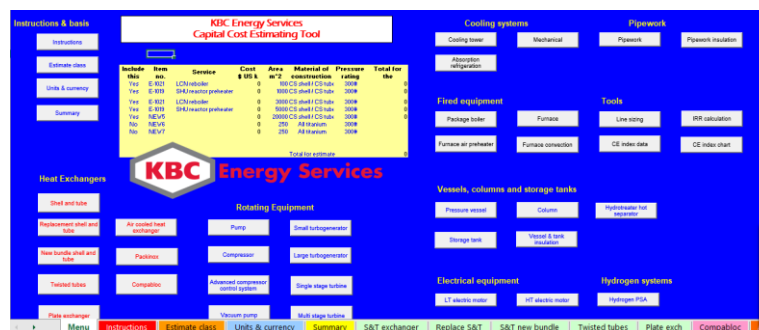 Instructions & basis
KBC Energy Services
Capital Cost Estimating Tool
Cooling systems
Pipework
Instructions
Cooling tower
Mechanical
Pipework
Pipework insulation
Estimate class
Absorption refrigeration
Units & currency
Summary
Include this Item no. Service Cost $ US k Area m^2 Material of construction Pressure rating Total for the
Yes E-1021 LCN reboiler 0 100 CS shell / CS tube 300# 0
Yes E-1019 SHU reactor preheater 0 1000 CS shell / CS tube 300# 0
Yes E-1021 LCN reboiler 0 3000 CS shell / CS tube 300# 0
Yes E-1019 SHU reactor preheater 0 5000 CS shell / CS tube 300# 0
Yes NEV5 0 20000 CS shell / CS tube 300# 0
No NEV6 0 250 All titanium 300#
No NEV7 0 250 All titanium 300#
Total for estimate 0
Fired equipment
Tools
Package boiler
Furnace
Line sizing
IRR calculation
Furnace air preheater
Furnace convection
CE index data
CE index chart
KBC Energy Services
Heat Exchangers
Shell and tube
Replacement shell and tube
Air cooled heat exchanger
New bundle shell and tube
Packinox
Twisted tubes
Compabloc
Plate exchanger
Rotating Equipment
Pump
Small turbogenerator
Compressor
Large turbogenerator
Advanced compressor control system
Single stage turbine
Vacuum pump
Multi stage turbine
Vessels, columns and storage tanks
Pressure vessel
Column
Hydrotreater hot separator
Storage tank
Vessel & tank insulation
Electrical equipment
Hydrogen systems
LT electric motor
HT electric motor
Hydrogen PSA
Menu Instructions Estimate class Units & currency Summary S&T exchanger Replace S&T S&T new bundle Twisted tubes Plate exch Compabloc